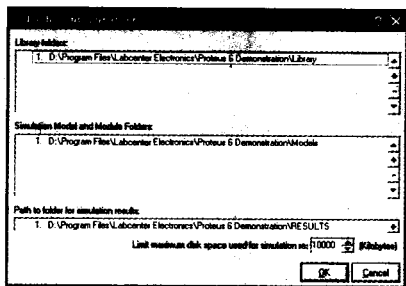 Library folders:
1. D:\Program Files\Labcenter Electronics\Proteus 6 Demonstration\Library
Simulation Model and Module Folders:
1. D:\Program Files\Labcenter Electronics\Proteus 6 Demonstration\Models
Path to folder for simulation results:
1. D:\Program Files\Labcenter Electronics\Proteus 6 Demonstration\RESULTS
Limit maximum disk space used for simulation to: 10000 (Kilobytes)
OK Cancel